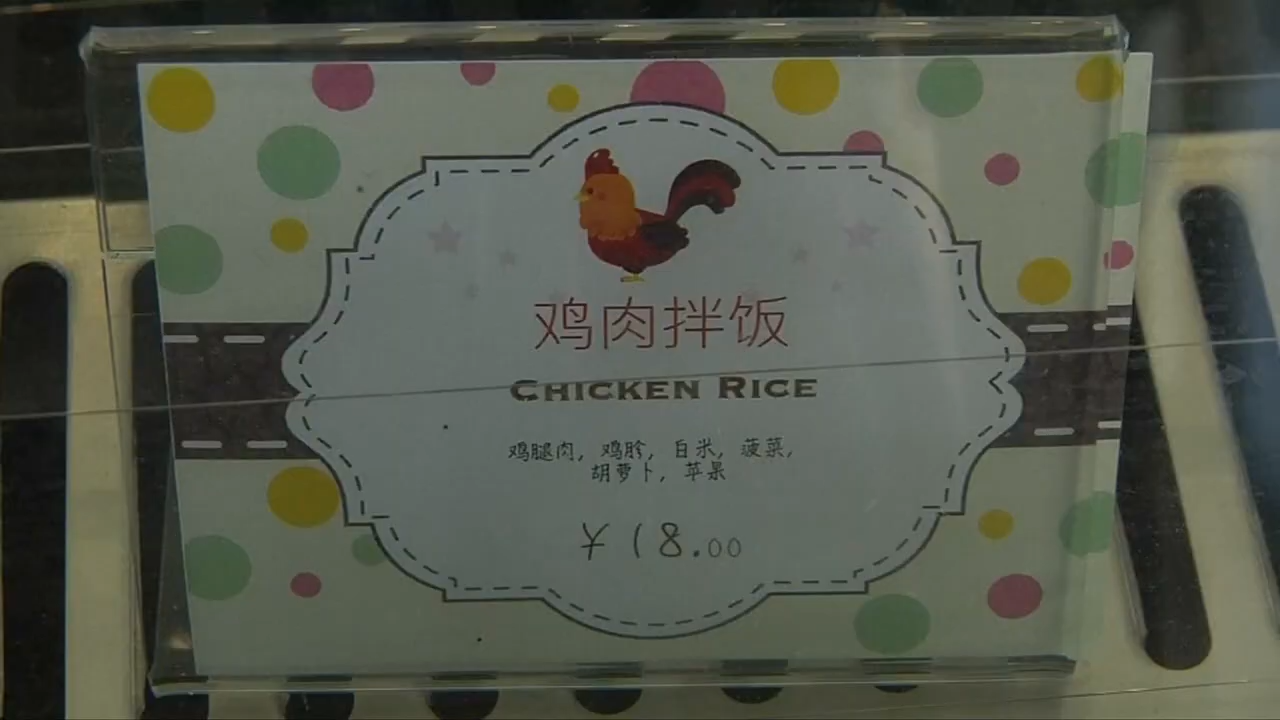 鸡肉拌饭
CHICKEN RICE
鸡腿肉, 鸡胗, 白米, 菠菜,
胡萝卜, 苹果
¥18.00